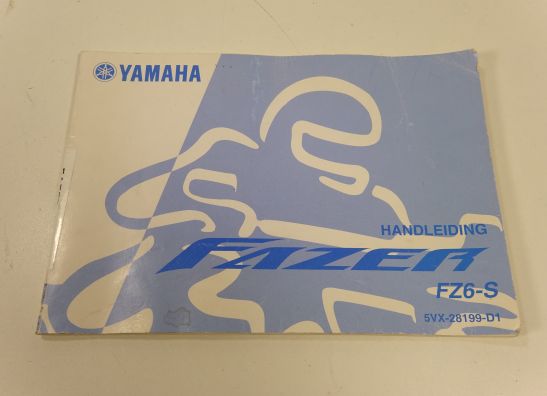 YAMAHA
HANDLEIDING
FAZER
FZ6-S
5VX-28199-D1